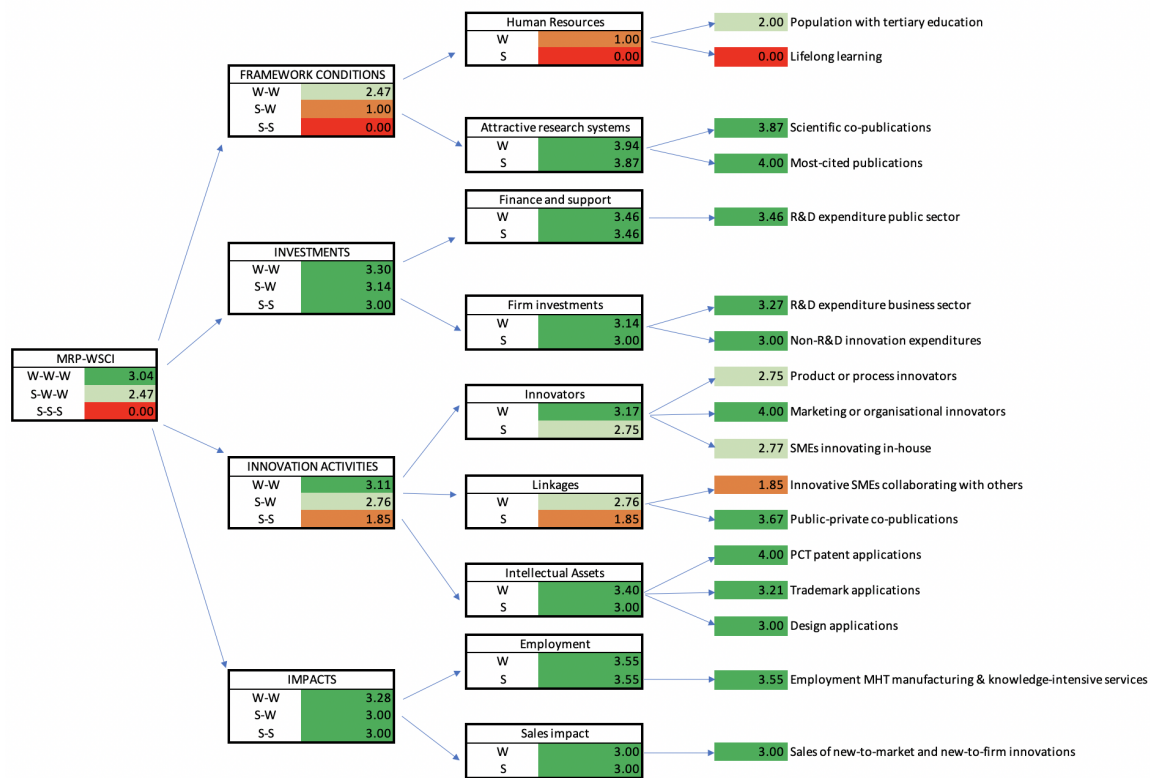 Human Resources
W 1.00
S 0.00
2.00 Population with tertiary education
0.00 Lifelong learning
FRAMEWORK CONDITIONS
W-W 2.47
S-W 1.00
S-S 0.00
Attractive research systems
W 3.94
S 3.87
3.87 Scientific co-publications
4.00 Most-cited publications
Finance and support
W 3.46
S 3.46
3.46 R&D expenditure public sector
INVESTMENTS
W-W 3.30
S-W 3.14
S-S 3.00
Firm investments
W 3.14
S 3.00
3.27 R&D expenditure business sector
3.00 Non-R&D innovation expenditures
MRP-WSCI
W-W-W 3.04
S-W-W 2.47
S-S-S 0.00
Innovators
W 3.17
S 2.75
2.75 Product or process innovators
4.00 Marketing or organisational innovators
2.77 SMEs innovating in-house
INNOVATION ACTIVITIES
W-W 3.11
S-W 2.76
S-S 1.85
Linkages
W 2.76
S 1.85
1.85 Innovative SMEs collaborating with others
3.67 Public-private co-publications
Intellectual Assets
W 3.40
S 3.00
4.00 PCT patent applications
3.21 Trademark applications
3.00 Design applications
IMPACTS
W-W 3.28
S-W 3.00
S-S 3.00
Employment
W 3.55
S 3.55
3.55 Employment MHT manufacturing & knowledge-intensive services
Sales impact
W 3.00
S 3.00
3.00 Sales of new-to-market and new-to-firm innovations